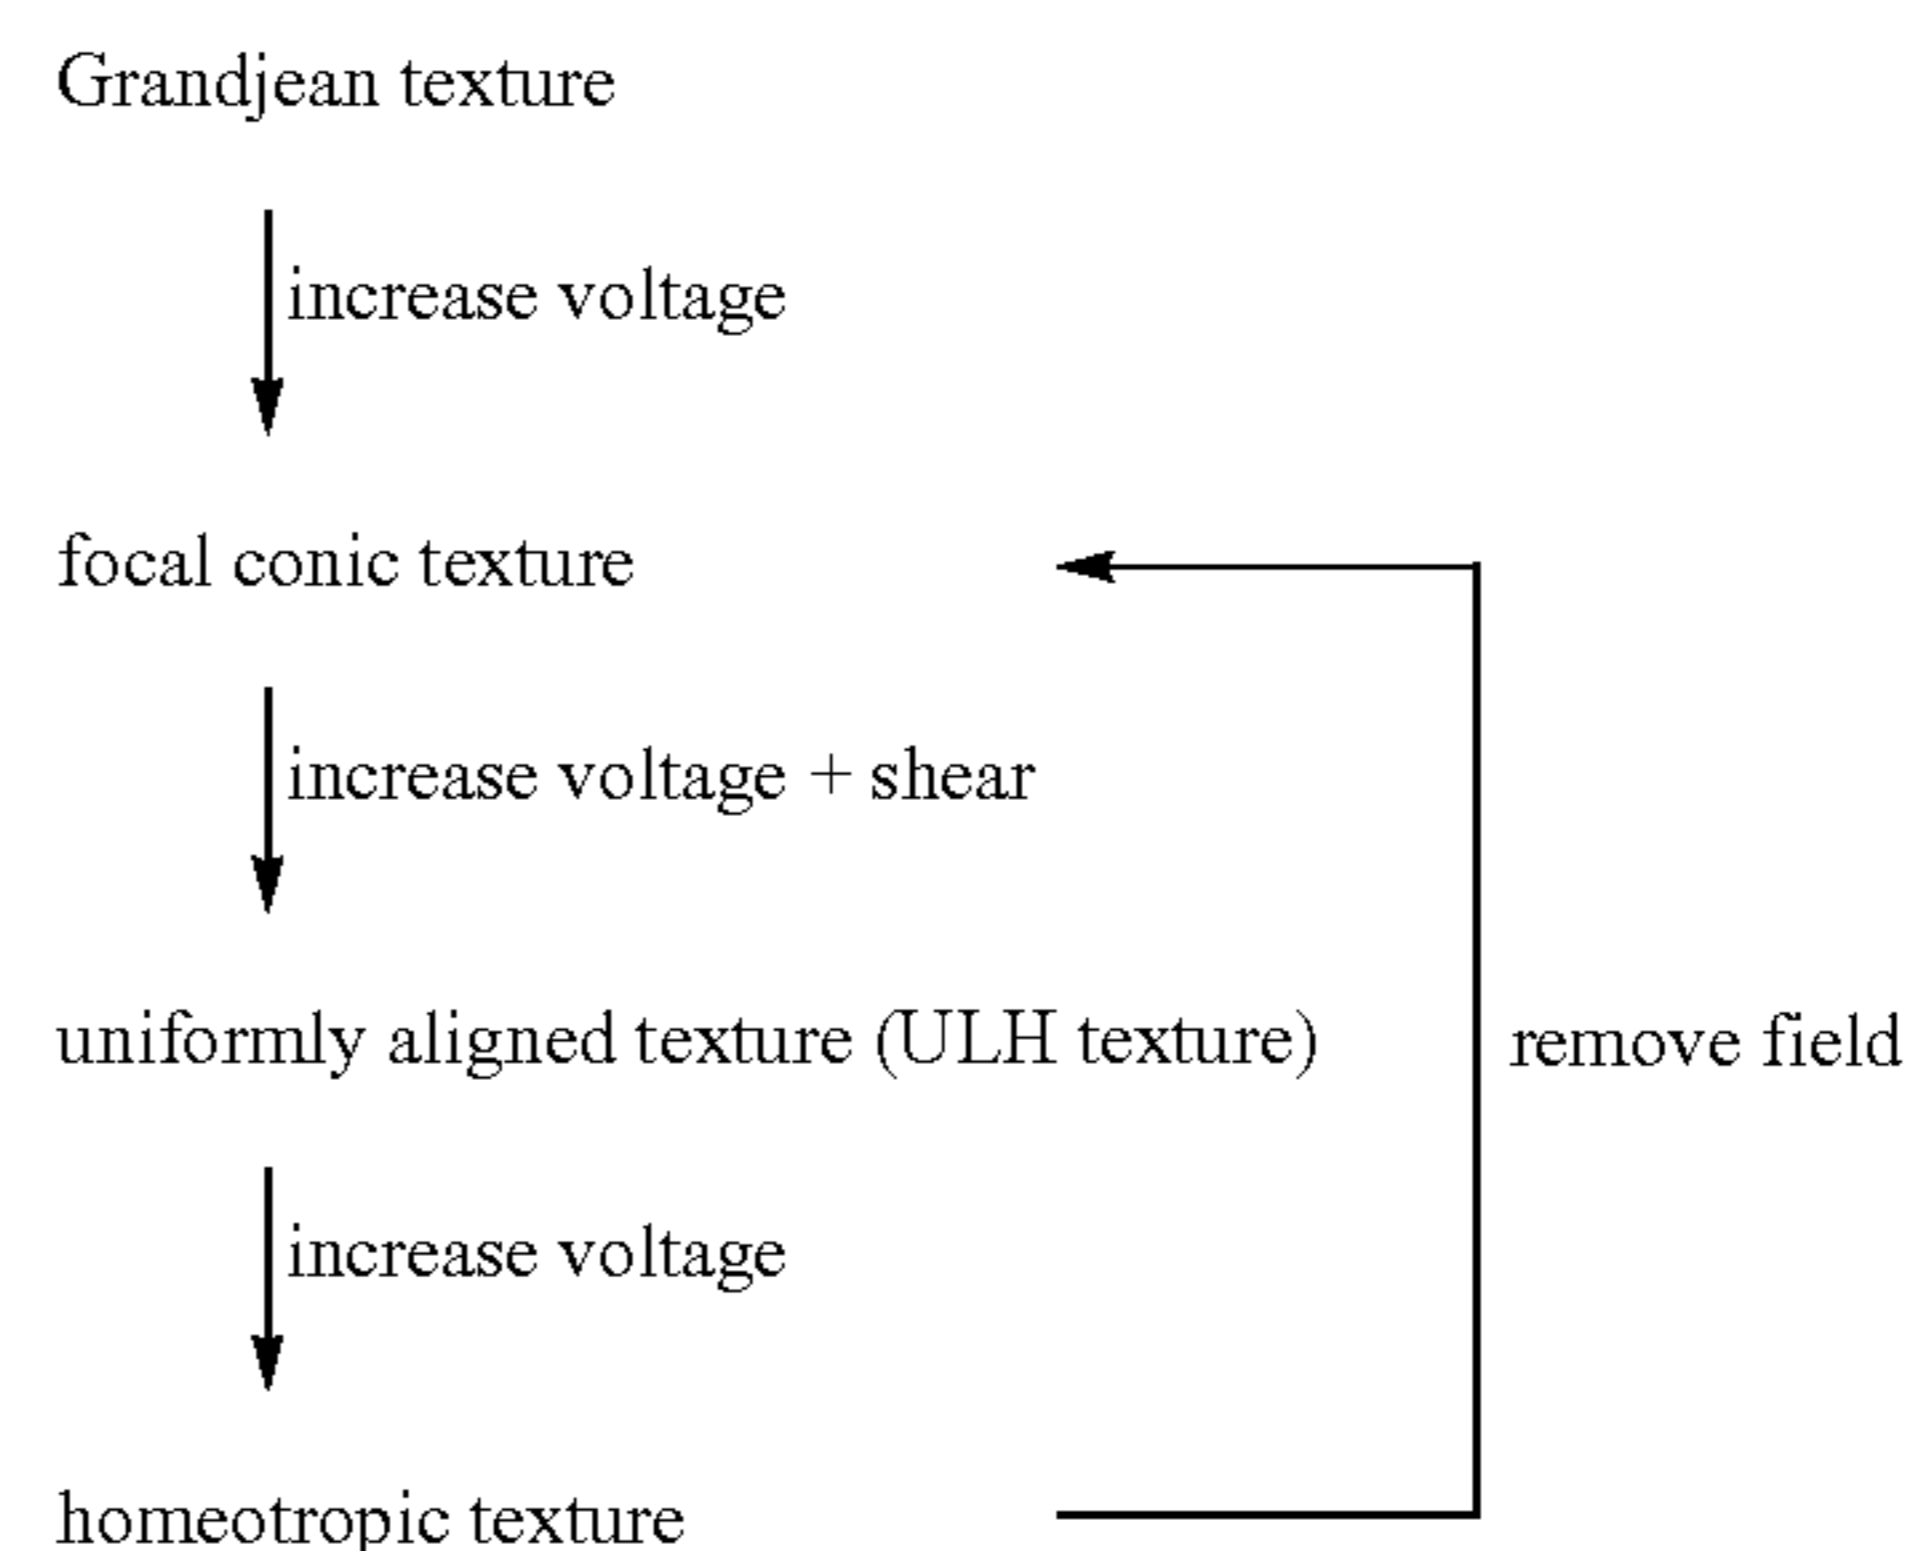 Grandjean texture
increase voltage
focal conic texture
increase voltage + shear
uniformly aligned texture (ULH texture)
remove field
increase voltage
homeotropic texture